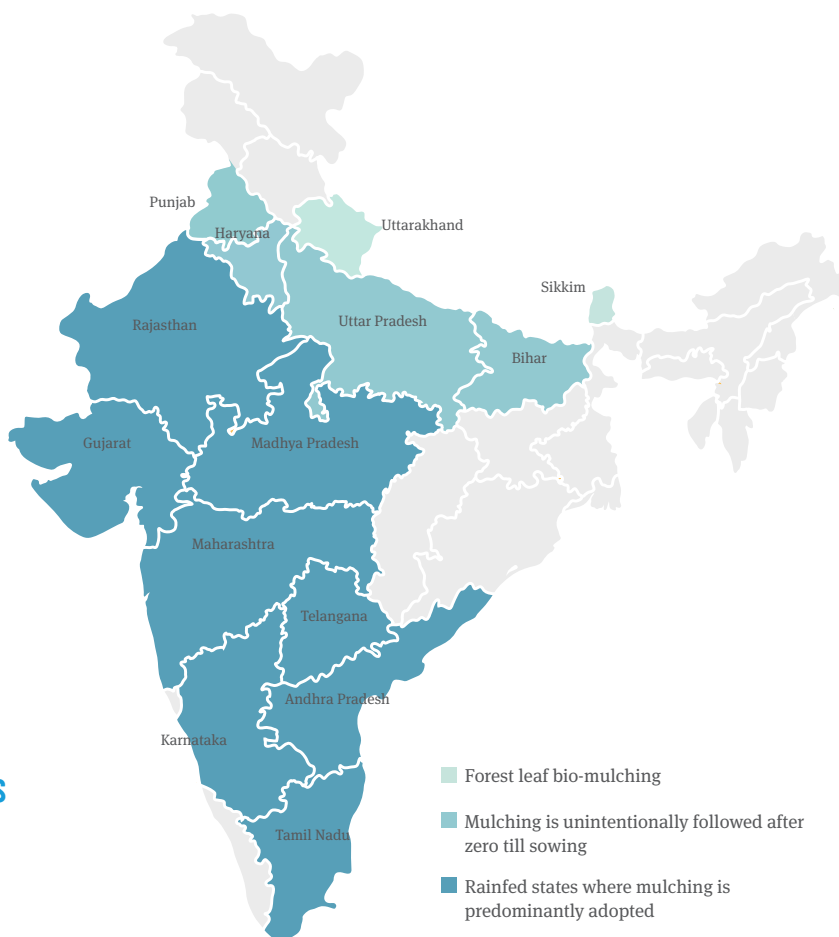 Punjab
Haryana
Uttarakhand
Sikkim
Rajasthan
Uttar Pradesh
Bihar
Gujarat
Madhya Pradesh
Maharashtra
Telangana
Andhra Pradesh
Karnataka
Tamil Nadu
s
Forest leaf bio-mulching
Mulching is unintentionally followed after
zero till sowing
Rainfed states where mulching is
predominantly adopted